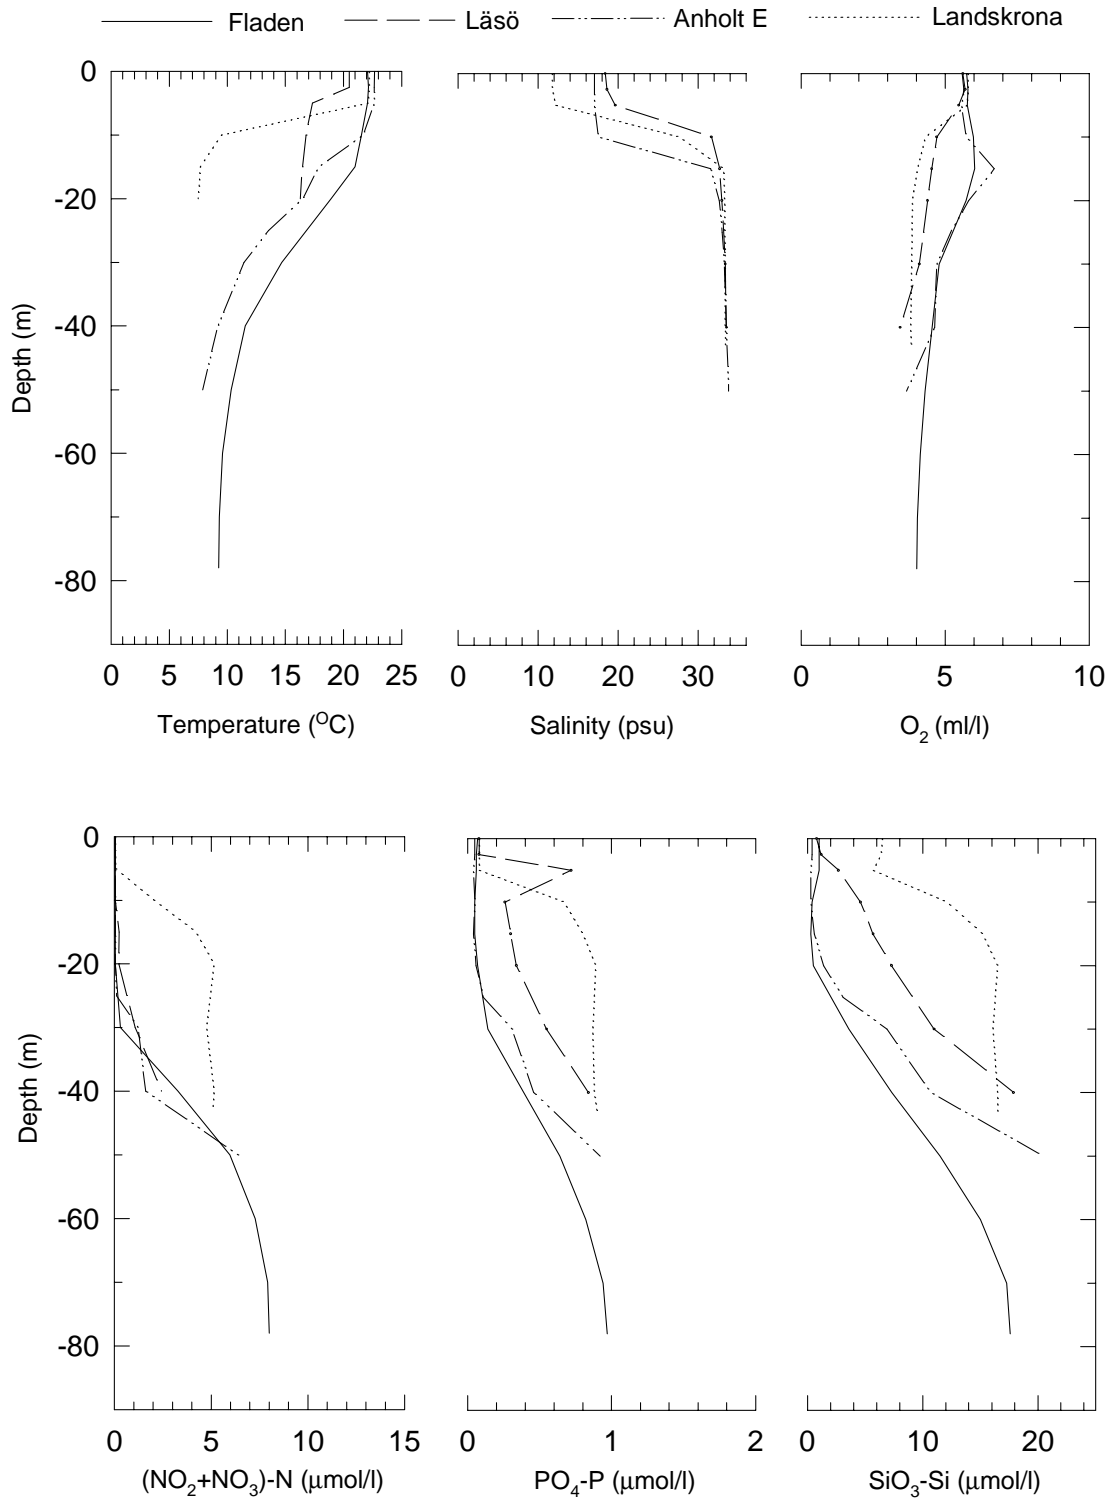 Fladen Läsö Anholt E Landskrona
0
-20
-40
-60
-80
Depth (m)
0 5 10 15 20 25
Temperature (°C)
0 10 20 30
Salinity (psu)
0 5 10
O₂ (ml/l)
0
-20
-40
-60
-80
Depth (m)
0 5 10 15
(NO₂+NO₃)-N (μmol/l)
0 1 2
PO₄-P (μmol/l)
0 10 20
SiO₃-Si (μmol/l)